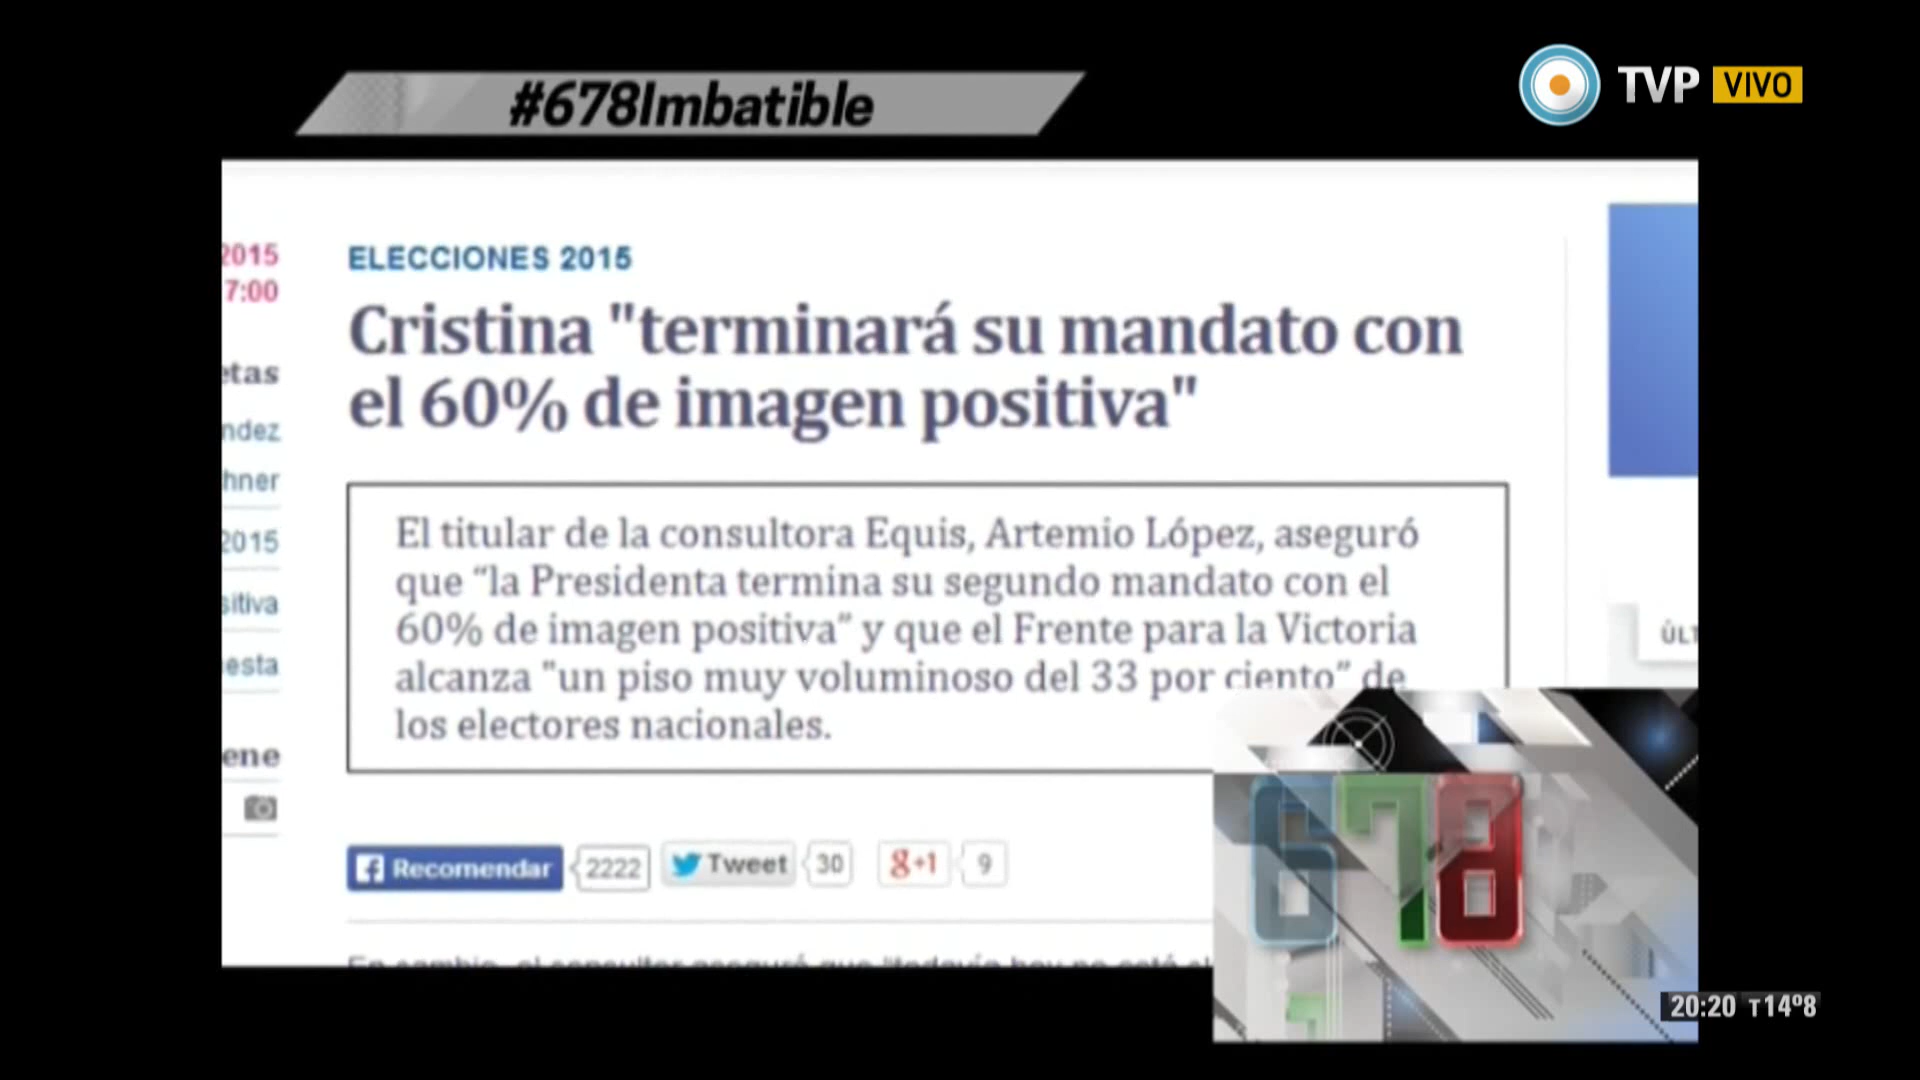 #678Imbatible
TVP VIVO
2015
7:00
ELECCIONES 2015
Cristina "terminará su mandato con
el 60% de imagen positiva"
etas
ndez
hner
2015
sitiva
esta
ene
El titular de la consultora Equis, Artemio López, aseguró
que “la Presidenta termina su segundo mandato con el
60% de imagen positiva” y que el Frente para la Victoria
alcanza "un piso muy voluminoso del 33 por ciento” de
los electores nacionales.
ÚLT
Recomendar 2222 Tweet 30 g+1 9
678
20:20 T14º8